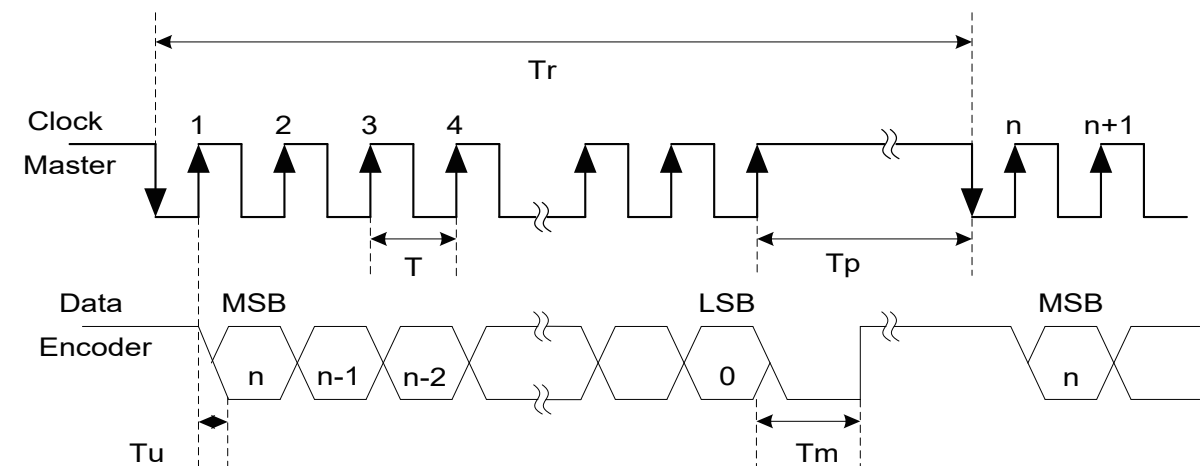 Tr
Clock
Master
1 2 3 4 n n+1
T
Tp
Data
Encoder
MSB LSB MSB
n n-1 n-2 0 n
Tu
Tm